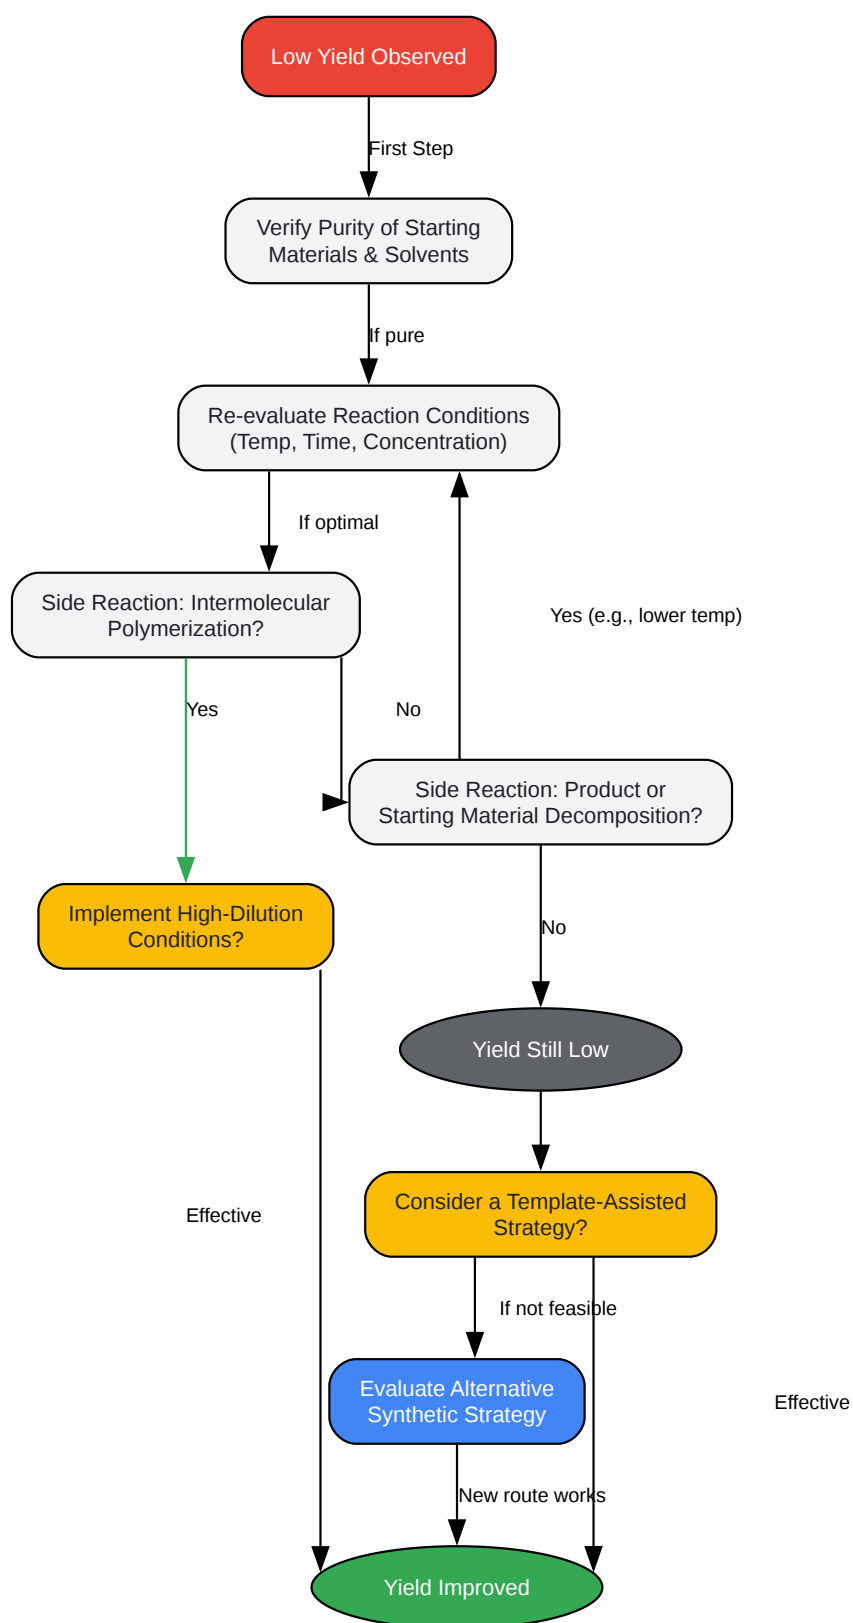 Low Yield Observed
First Step
Verify Purity of Starting
Materials & Solvents
If pure
Re-evaluate Reaction Conditions
(Temp, Time, Concentration)
If optimal
Side Reaction: Intermolecular
Polymerization?
Yes (e.g., lower temp)
Yes
No
Side Reaction: Product or
Starting Material Decomposition?
Implement High-Dilution
Conditions?
No
Yield Still Low
Consider a Template-Assisted
Strategy?
Effective
If not feasible
Evaluate Alternative
Synthetic Strategy
Effective
New route works
Yield Improved